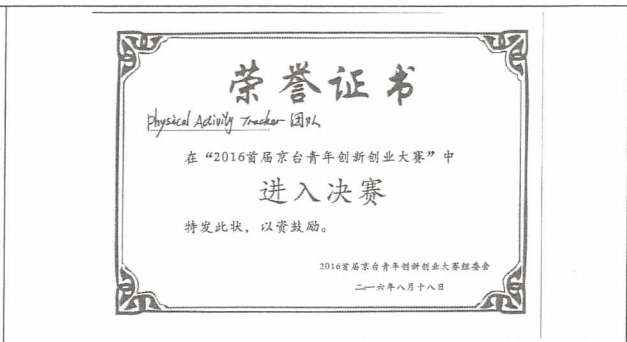 荣誉证书
Physical Activity Tracker 团队
在“2016首届京台青年创新创业大赛”中
进入决赛
特发此状，以资鼓励。
2016首届京台青年创新创业大赛组委会
二〇一六年八月十八日